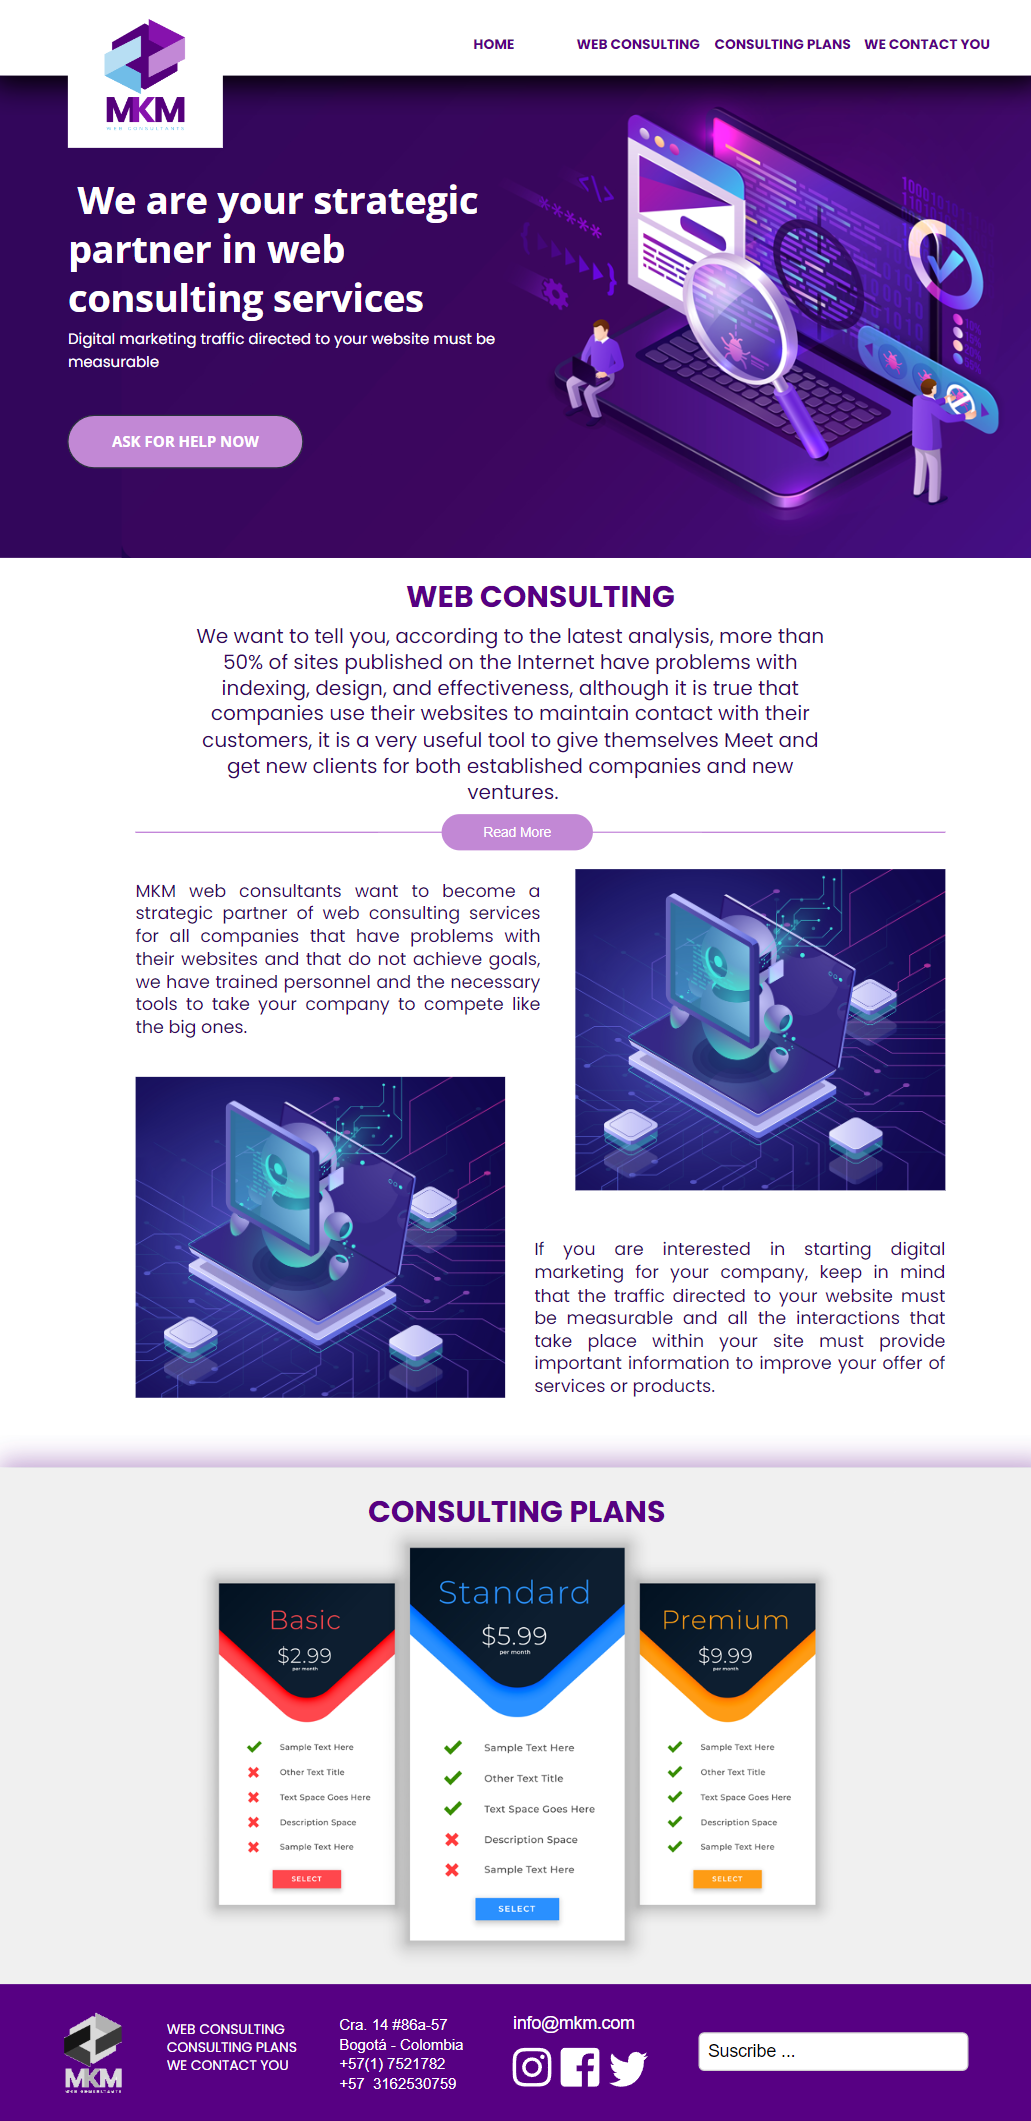 HOME
WEB CONSULTING
CONSULTING PLANS
WE CONTACT YOU
MKM
WEB CONSULTANTS
We are your strategic
partner in web
consulting services
Digital marketing traffic directed to your website must be
measurable
ASK FOR HELP NOW
WEB CONSULTING
We want to tell you, according to the latest analysis, more than
50% of sites published on the Internet have problems with
indexing, design, and effectiveness, although it is true that
companies use their websites to maintain contact with their
customers, it is a very useful tool to give themselves Meet and
get new clients for both established companies and new
ventures.
Read More
MKM web consultants want to become a
strategic partner of web consulting services
for all companies that have problems with
their websites and that do not achieve goals,
we have trained personnel and the necessary
tools to take your company to compete like
the big ones.
If you are interested in starting digital
marketing for your company, keep in mind
that the traffic directed to your website must
be measurable and all the interactions that
take place within your site must provide
important information to improve your offer of
services or products.
CONSULTING PLANS
Basic
$2.99
per month
Sample Text Here
Other Text Title
Text Space Goes Here
Description Space
Sample Text Here
SELECT
Standard
$5.99
per month
Sample Text Here
Other Text Title
Text Space Goes Here
Description Space
Sample Text Here
SELECT
Premium
$9.99
per month
Sample Text Here
Other Text Title
Text Space Goes Here
Description Space
Sample Text Here
SELECT
MKM
WEB CONSULTANTS
WEB CONSULTING
CONSULTING PLANS
WE CONTACT YOU
Cra. 14 #86a-57
Bogotá - Colombia
+57(1) 7521782
+57 3162530759
info@mkm.com
Suscribe ...